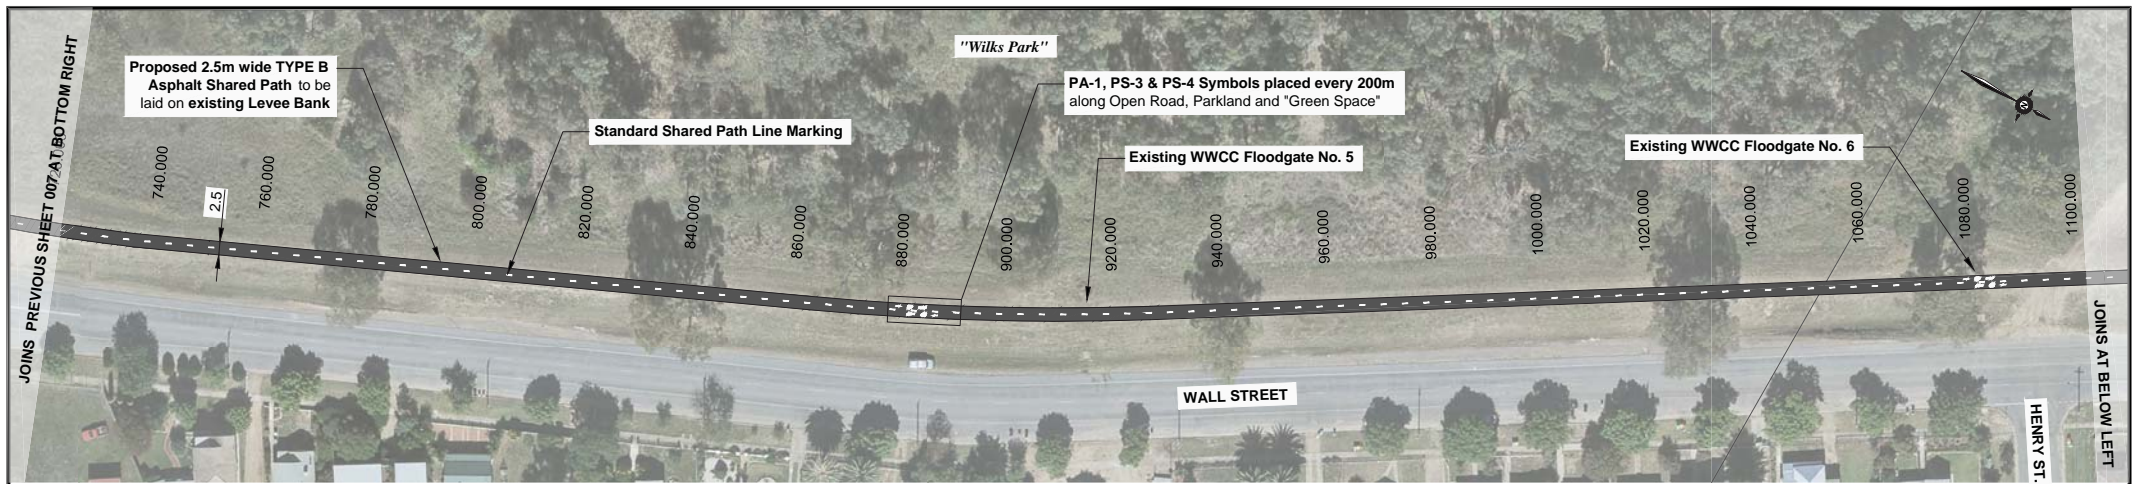 "Wilks Park"
Proposed 2.5m wide TYPE B
Asphalt Shared Path to be
laid on existing Levee Bank
PA-1, PS-3 & PS-4 Symbols placed every 200m
along Open Road, Parkland and "Green Space"
Standard Shared Path Line Marking
Existing WWCC Floodgate No. 5
Existing WWCC Floodgate No. 6
JOINS PREVIOUS SHEET 007 AT BOTTOM RIGHT
740.000
2.5
760.000
780.000
800.000
820.000
840.000
860.000
880.000
900.000
920.000
940.000
960.000
980.000
1000.000
1020.000
1040.000
1060.000
1080.000
1100.000
WALL STREET
HENRY ST.
JOINS AT BELOW LEFT